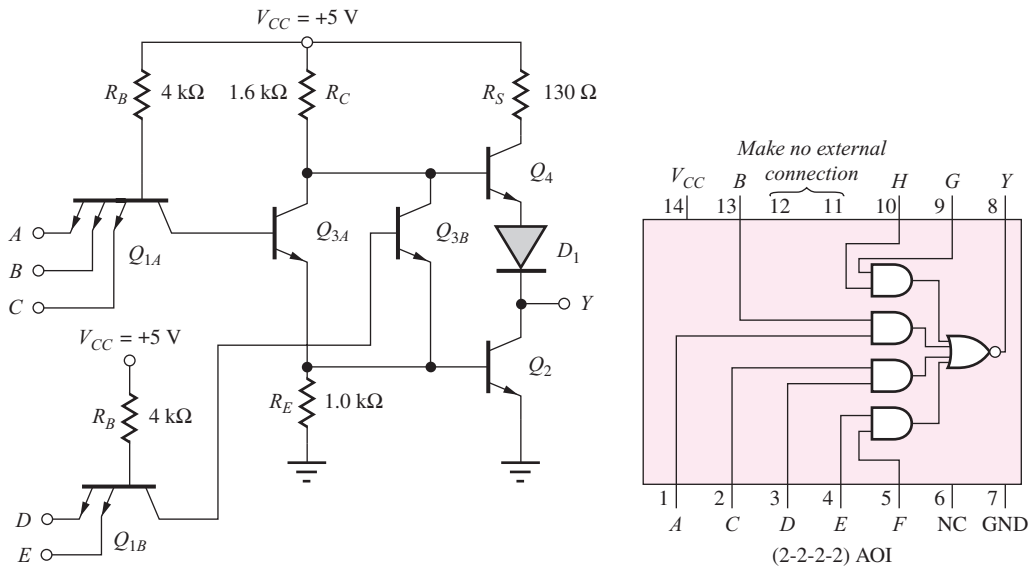 V_CC = +5 V
R_B 4 kΩ 1.6 kΩ R_C R_S 130 Ω
Q_4
A Q_3A Q_3B D_1
B Q_1A
C Y
V_CC = +5 V
Q_2
R_B 4 kΩ R_E 1.0 kΩ
D
E Q_1B
Make no external
connection
V_CC B H G Y
14 13 12 11 10 9 8
1 2 3 4 5 6 7
A C D E F NC GND
(2-2-2-2) AOI